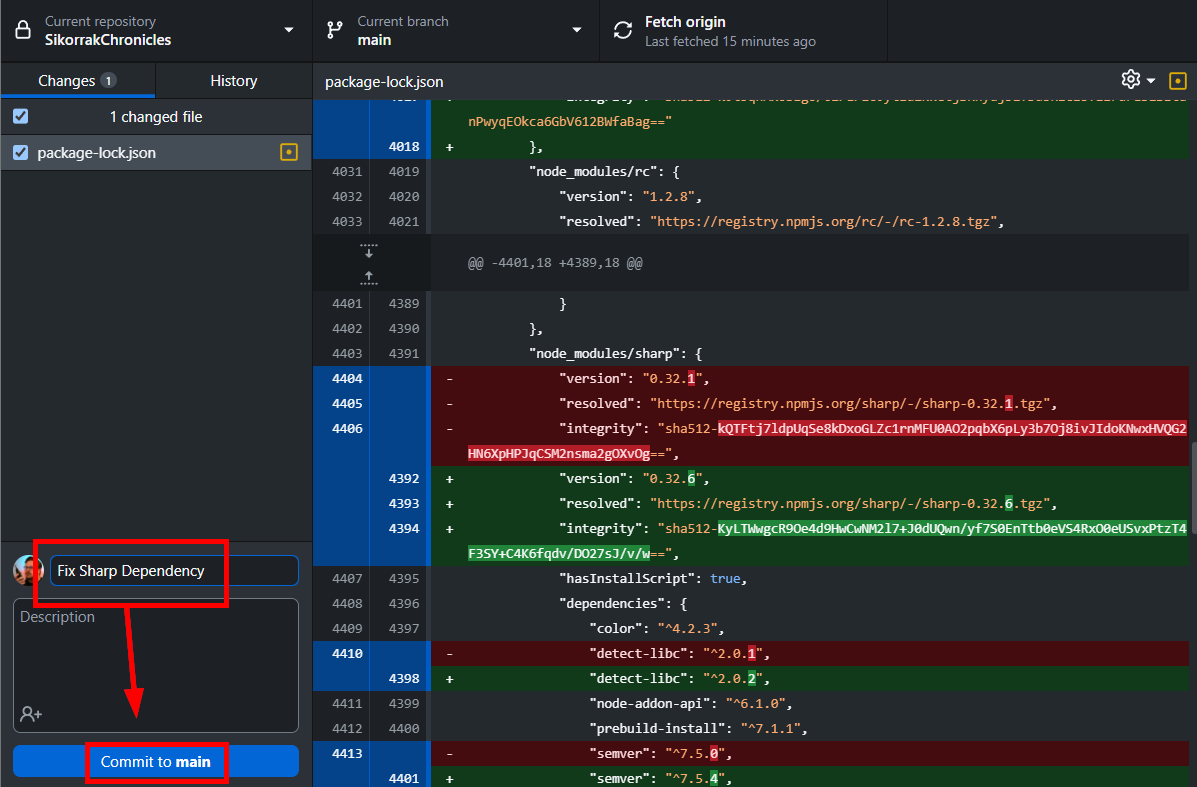 Current repository
SikorrakChronicles
Current branch
main
Fetch origin
Last fetched 15 minutes ago
Changes 1
History
package-lock.json
1 changed file
package-lock.json
nPwyqEOkca6GbV612BWfaBag=="
4018 + },
4031 4019 "node_modules/rc": {
4032 4020 "version": "1.2.8",
4033 4021 "resolved": "https://registry.npmjs.org/rc/-/rc-1.2.8.tgz",
@@ -4401,18 +4389,18 @@
4401 4389 }
4402 4390 },
4403 4391 "node_modules/sharp": {
4404 - "version": "0.32.1",
4405 - "resolved": "https://registry.npmjs.org/sharp/-/sharp-0.32.1.tgz",
4406 - "integrity": "sha512-kQTFtj7ldpUqSe8kDxoGLZc1rnMFU0AO2pqbX6pLy3b7Oj8ivJIdoKNwxHVQG2
HN6XpHPJqCSM2nsma2gOXvOg==",
4392 + "version": "0.32.6",
4393 + "resolved": "https://registry.npmjs.org/sharp/-/sharp-0.32.6.tgz",
4394 + "integrity": "sha512-KyLTWwgcR9Oe4d9HwCwNM2l7+J0dUQwn/yf7S0EnTtb0eVS4RxO0eUSvxPtzT4
F3SY+C4K6fqdv/DO27sJ/v/w==",
4407 4395 "hasInstallScript": true,
4408 4396 "dependencies": {
4409 4397 "color": "^4.2.3",
4410 - "detect-libc": "^2.0.1",
4398 + "detect-libc": "^2.0.2",
4411 4399 "node-addon-api": "^6.1.0",
4412 4400 "prebuild-install": "^7.1.1",
4413 - "semver": "^7.5.0",
4401 + "semver": "^7.5.4",
Fix Sharp Dependency
Description
Commit to main